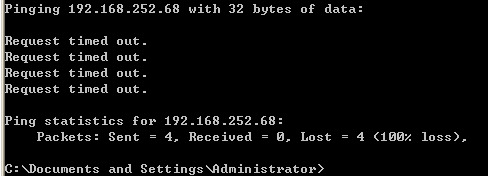 Pinging 192.168.252.68 with 32 bytes of data:
Request timed out.
Request timed out.
Request timed out.
Request timed out.
Ping statistics for 192.168.252.68:
    Packets: Sent = 4, Received = 0, Lost = 4 (100% loss),
C:\Documents and Settings\Administrator>